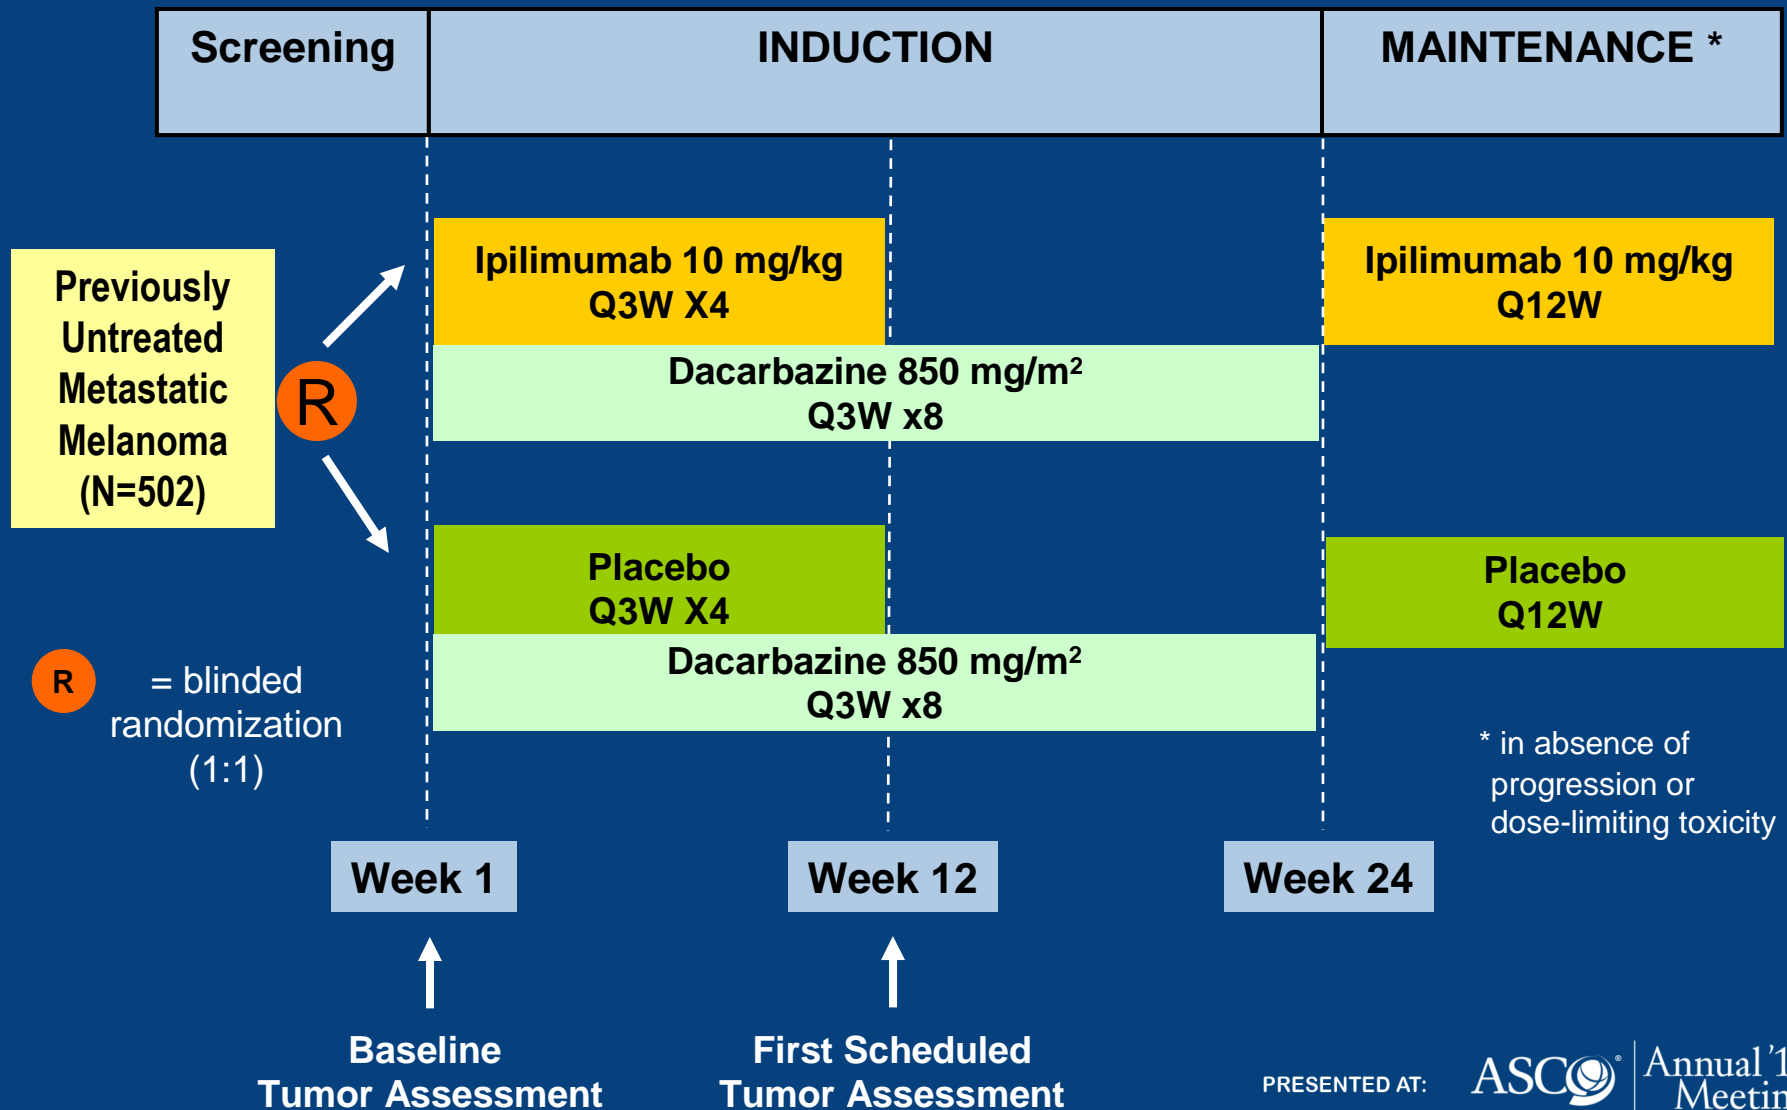 Screening
INDUCTION
MAINTENANCE *
Previously
Untreated
Metastatic
Melanoma
(N=502)
R
Ipilimumab 10 mg/kg
Q3W X4
Dacarbazine 850 mg/m²
Q3W x8
Ipilimumab 10 mg/kg
Q12W
Placebo
Q3W X4
Dacarbazine 850 mg/m²
Q3W x8
Placebo
Q12W
R = blinded
randomization
(1:1)
* in absence of
progression or
dose-limiting toxicity
Week 1
Week 12
Week 24
Baseline
Tumor Assessment
First Scheduled
Tumor Assessment
PRESENTED AT:
ASCO®
Annual '1
Meetin